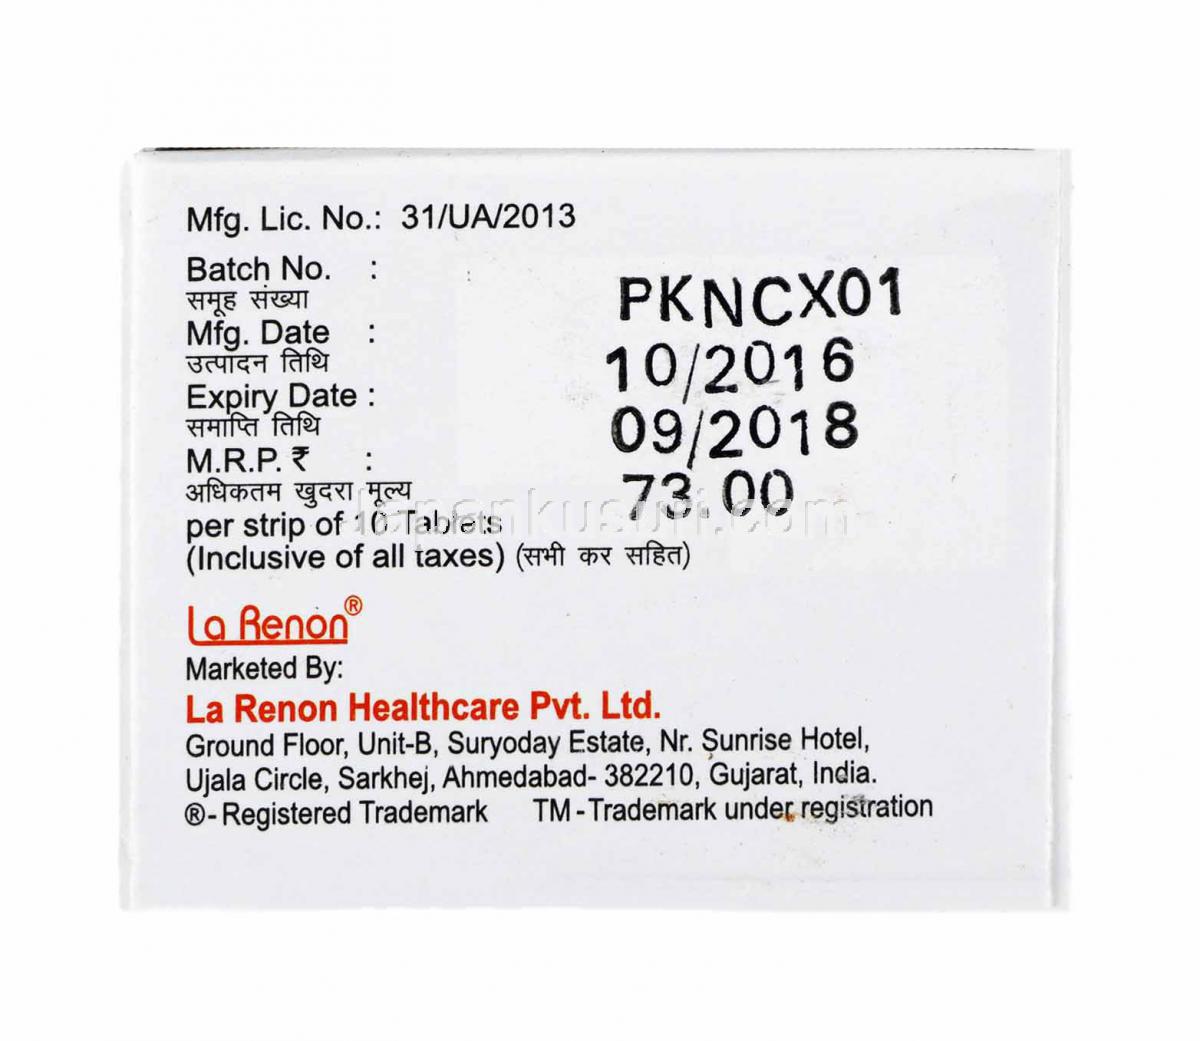 Mfg. Lic. No.: 31/UA/2013
Batch No. : PKNCX01
समूह संख्या
Mfg. Date : 10/2016
उत्पादन तिथि
Expiry Date : 09/2018
समाप्ति तिथि
M.R.P. ₹ : 73.00
अधिकतम खुदरा मूल्य
per strip of Tablets
(Inclusive of all taxes) (सभी कर सहित)
La Renon®
Marketed By:
La Renon Healthcare Pvt. Ltd.
Ground Floor, Unit-B, Suryoday Estate, Nr. Sunrise Hotel,
Ujala Circle, Sarkhej, Ahmedabad- 382210, Gujarat, India.
®- Registered Trademark TM - Trademark under registration